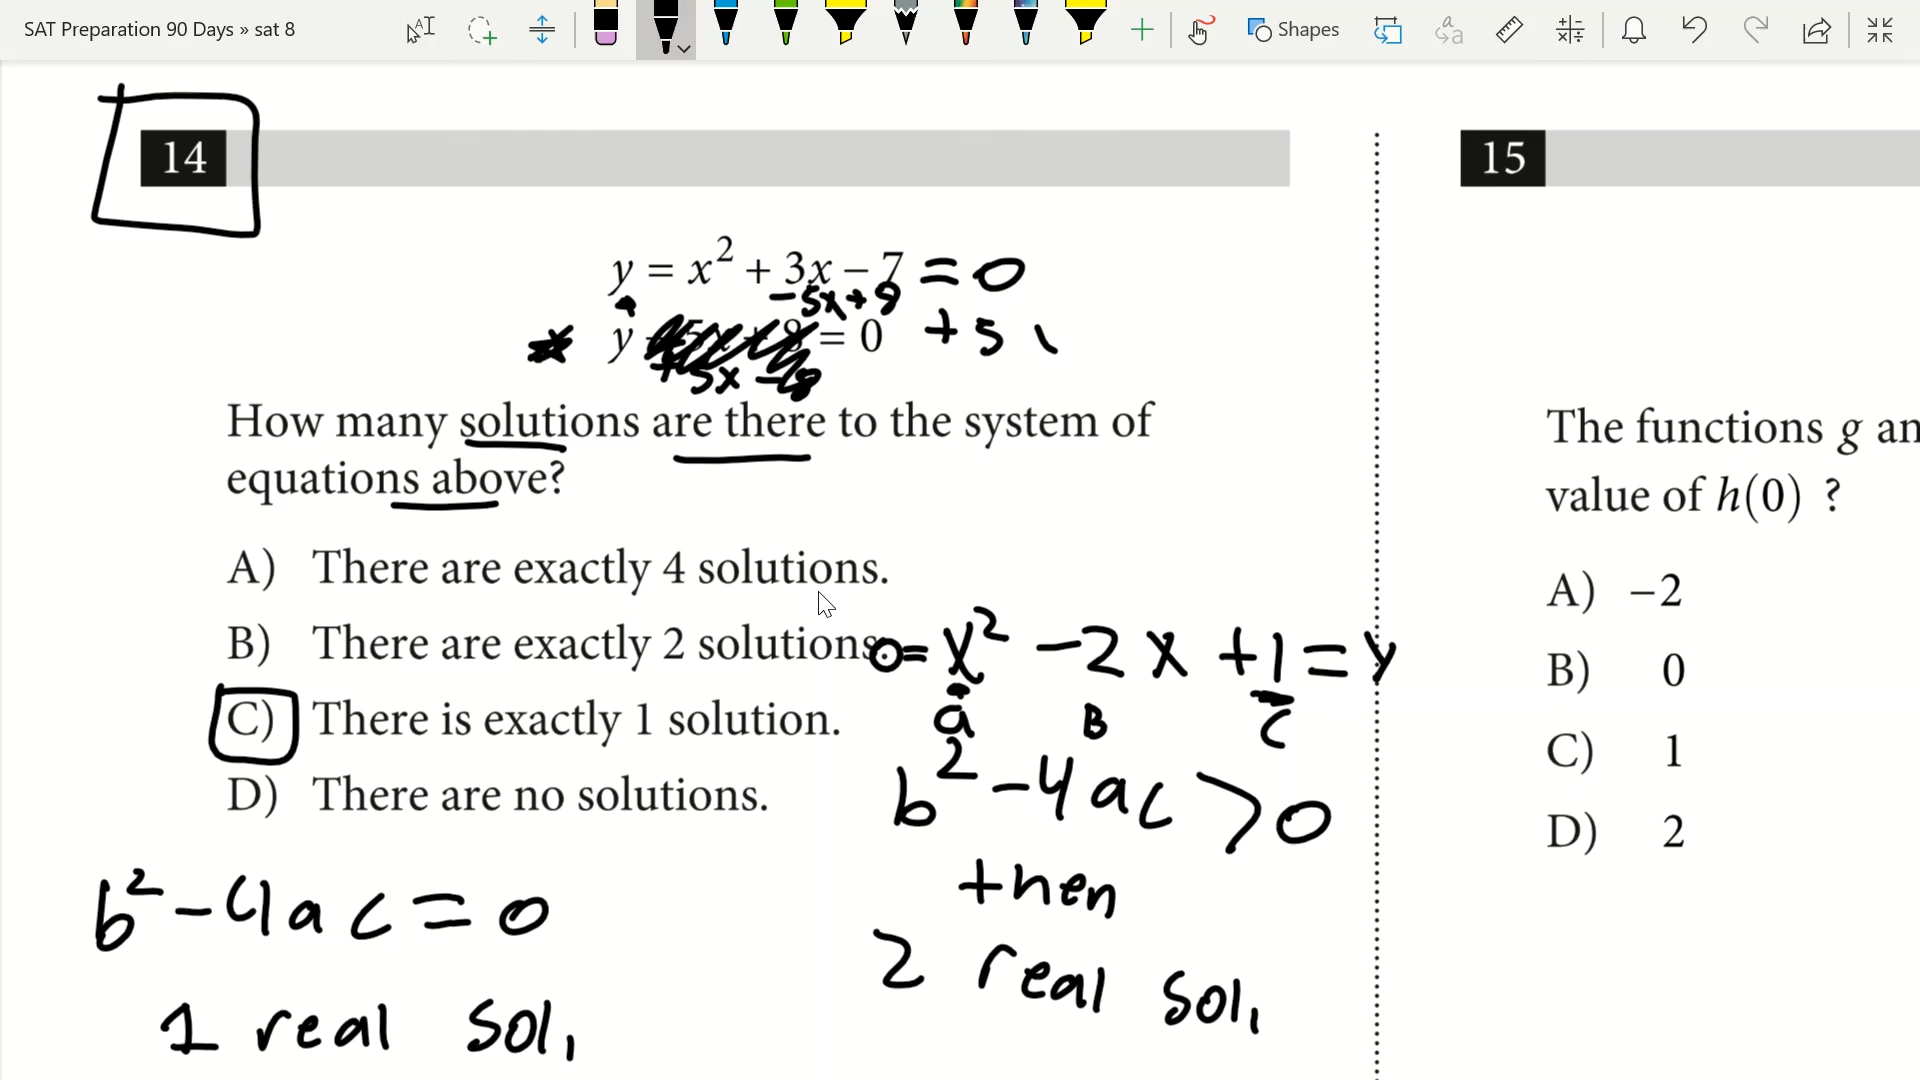 SAT Preparation 90 Days » sat 8
Shapes
14
y = x² + 3x − 7 = 0
−5x + 8
y = 0 + 5
+5x − 8
How many solutions are there to the system of
equations above?
A) There are exactly 4 solutions.
B) There are exactly 2 solutions.
C) There is exactly 1 solution.
D) There are no solutions.
0 = x² − 2x + 1 = y
a B c
b² − 4ac > 0
then
2 real sol,
b² − 4ac = 0
1 real sol,
15
The functions g an
value of h(0) ?
A) −2
B) 0
C) 1
D) 2